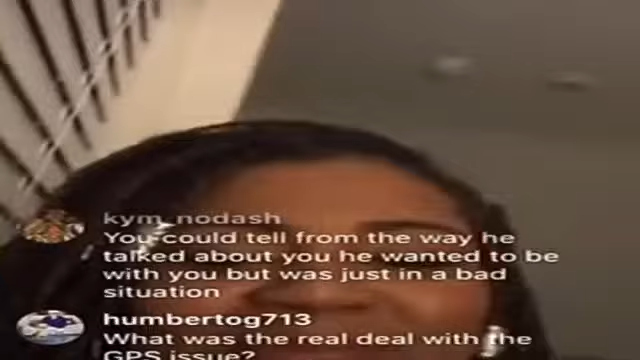 kym_nodash
You could tell from the way he
talked about you he wanted to be
with you but was just in a bad
situation
humbertog713
What was the real deal with the
GPS issue?